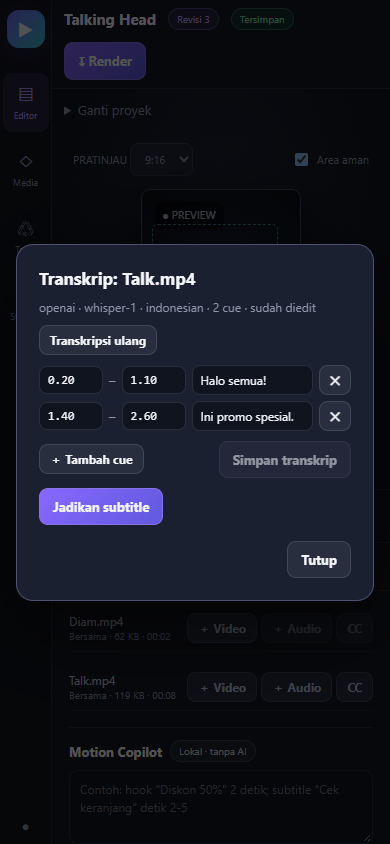 Talking Head
Revisi 3
Tersimpan
↧ Render
Editor
▶ Ganti proyek
Media
PRATINJAU
9:16
Area aman
● PREVIEW
Transkrip: Talk.mp4
openai · whisper-1 · indonesian · 2 cue · sudah diedit
Transkripsi ulang
0.20 – 1.10 Halo semua! ✕
1.40 – 2.60 Ini promo spesial. ✕
+ Tambah cue
Simpan transkrip
Jadikan subtitle
Tutup
Diam.mp4
Bersama · 62 KB · 00:02
+ Video
+ Audio
CC
Talk.mp4
Bersama · 119 KB · 00:08
+ Video
+ Audio
CC
Motion Copilot
Lokal · tanpa AI
Contoh: hook "Diskon 50%" 2 detik; subtitle "Cek
keranjang" detik 2-5